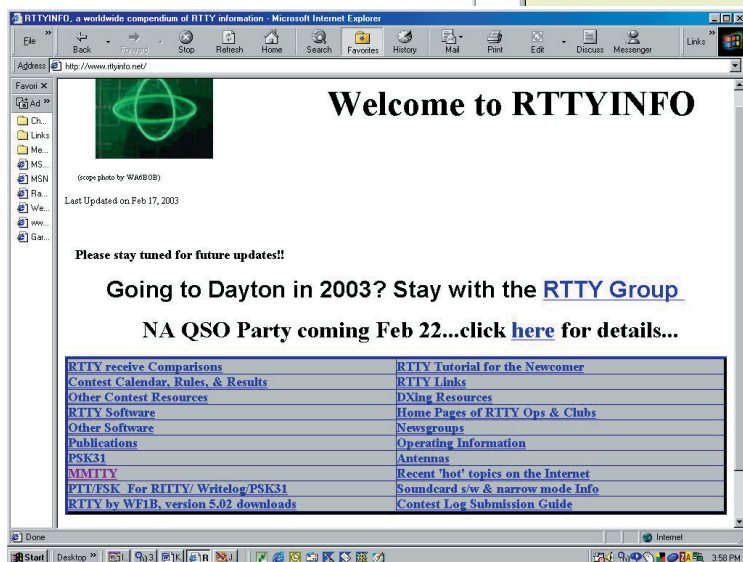 RTTYINFO, a worldwide compendium of RTTY information - Microsoft Internet Explorer
File » Back Forward Stop Refresh Home Search Favorites History Mail Print Edit Discuss Messenger Links »
Address http://www.rttyinfo.net/
Favori X
Ad »
Ch...
Links
Me...
MS...
MSN
Ra...
We...
ww...
Gar...
Welcome to RTTYINFO
(scope photo by WA6BOB)
Last Updated on Feb 17, 2003
Please stay tuned for future updates!!
Going to Dayton in 2003? Stay with the RTTY Group
NA QSO Party coming Feb 22...click here for details...
RTTY receive Comparisons RTTY Tutorial for the Newcomer
Contest Calendar, Rules, & Results RTTY Links
Other Contest Resources DXing Resources
RTTY Software Home Pages of RTTY Ops & Clubs
Other Software Newsgroups
Publications Operating Information
PSK31 Antennas
MMTTY Recent 'hot' topics on the Internet
PTT/FSK For RITTY/ Writelog/PSK31 Soundcard s/w & narrow mode Info
RTTY by WF1B, version 5.02 downloads Contest Log Submission Guide
Done Internet
Start Desktop » 3:58 PM